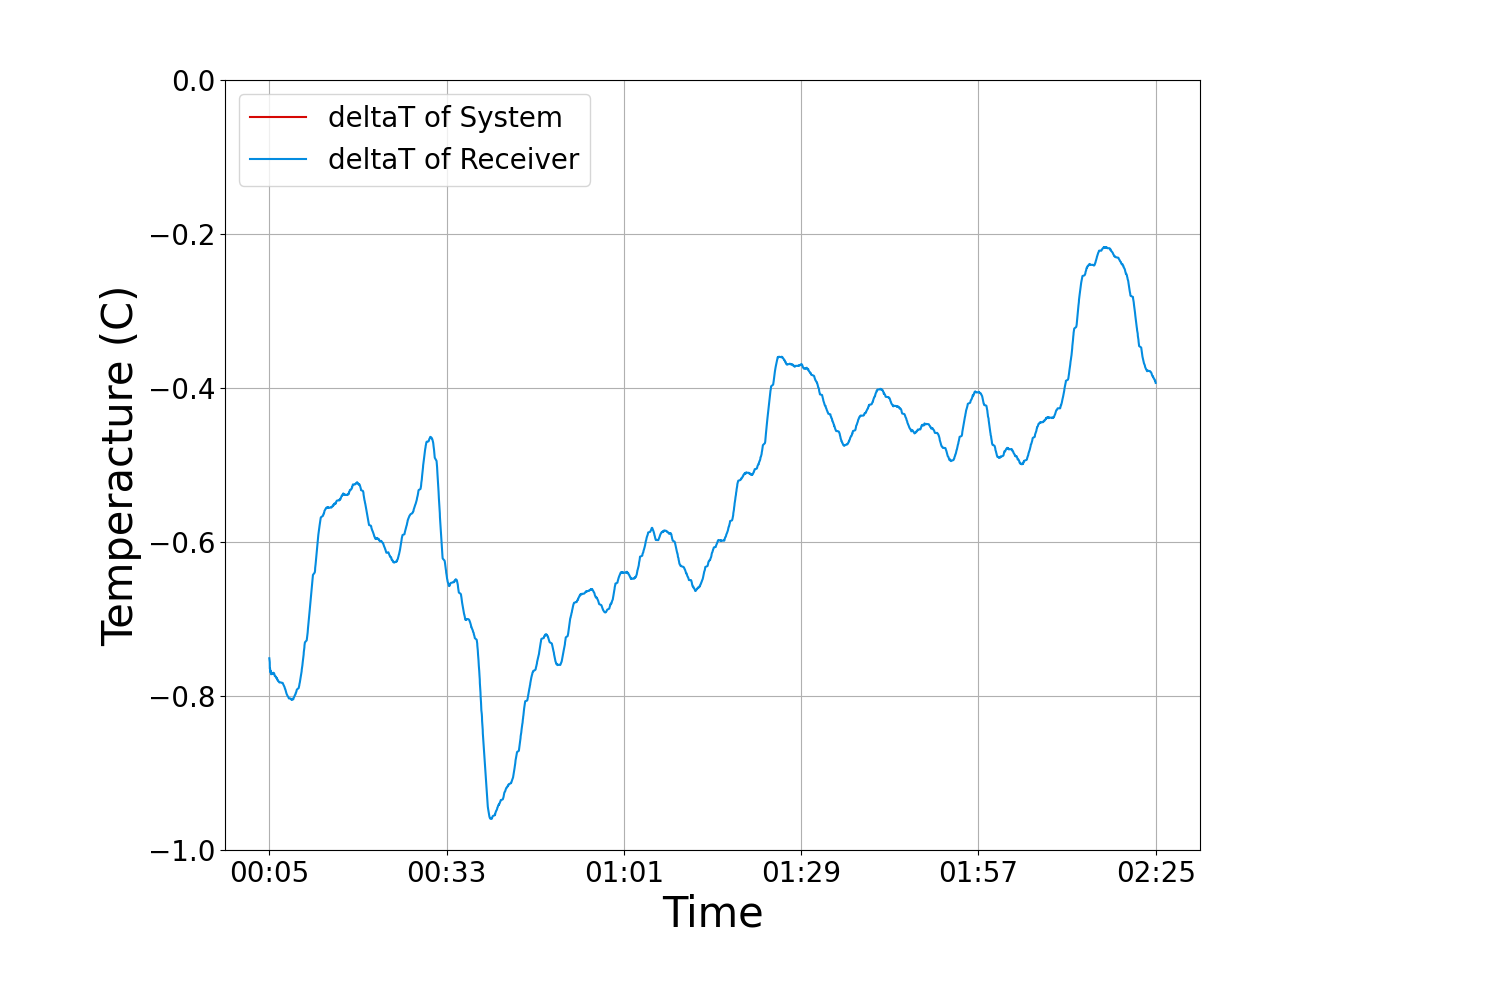 0.0
deltaT of System
deltaT of Receiver
−0.2
−0.4
−0.6
−0.8
−1.0
Temperacture (C)
00:05 00:33 01:01 01:29 01:57 02:25
Time